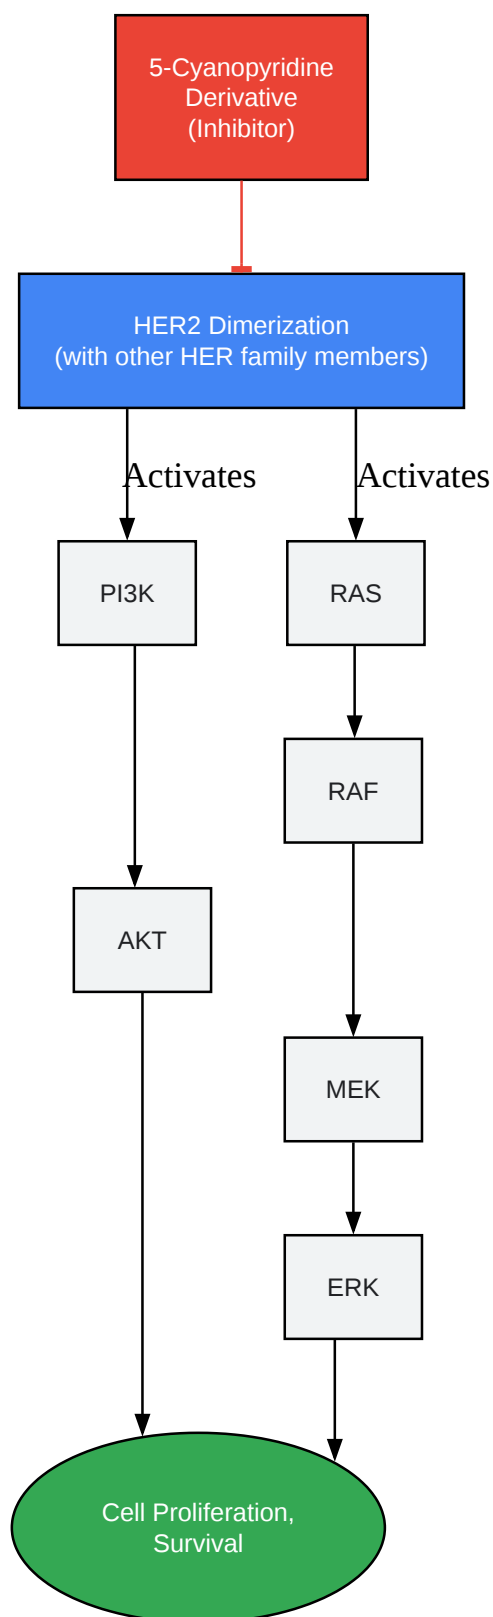 5-Cyanopyridine
Derivative
(Inhibitor)
HER2 Dimerization
(with other HER family members)
Activates
Activates
PI3K
RAS
RAF
AKT
MEK
ERK
Cell Proliferation,
Survival